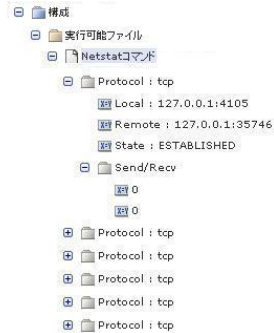 構成
実行可能ファイル
Netstatコマンド
Protocol : tcp
X=Y Local : 127.0.0.1:4105
X=Y Remote : 127.0.0.1:35746
X=Y State : ESTABLISHED
Send/Recv
X=Y 0
X=Y 0
Protocol : tcp
Protocol : tcp
Protocol : tcp
Protocol : tcp
Protocol : tcp